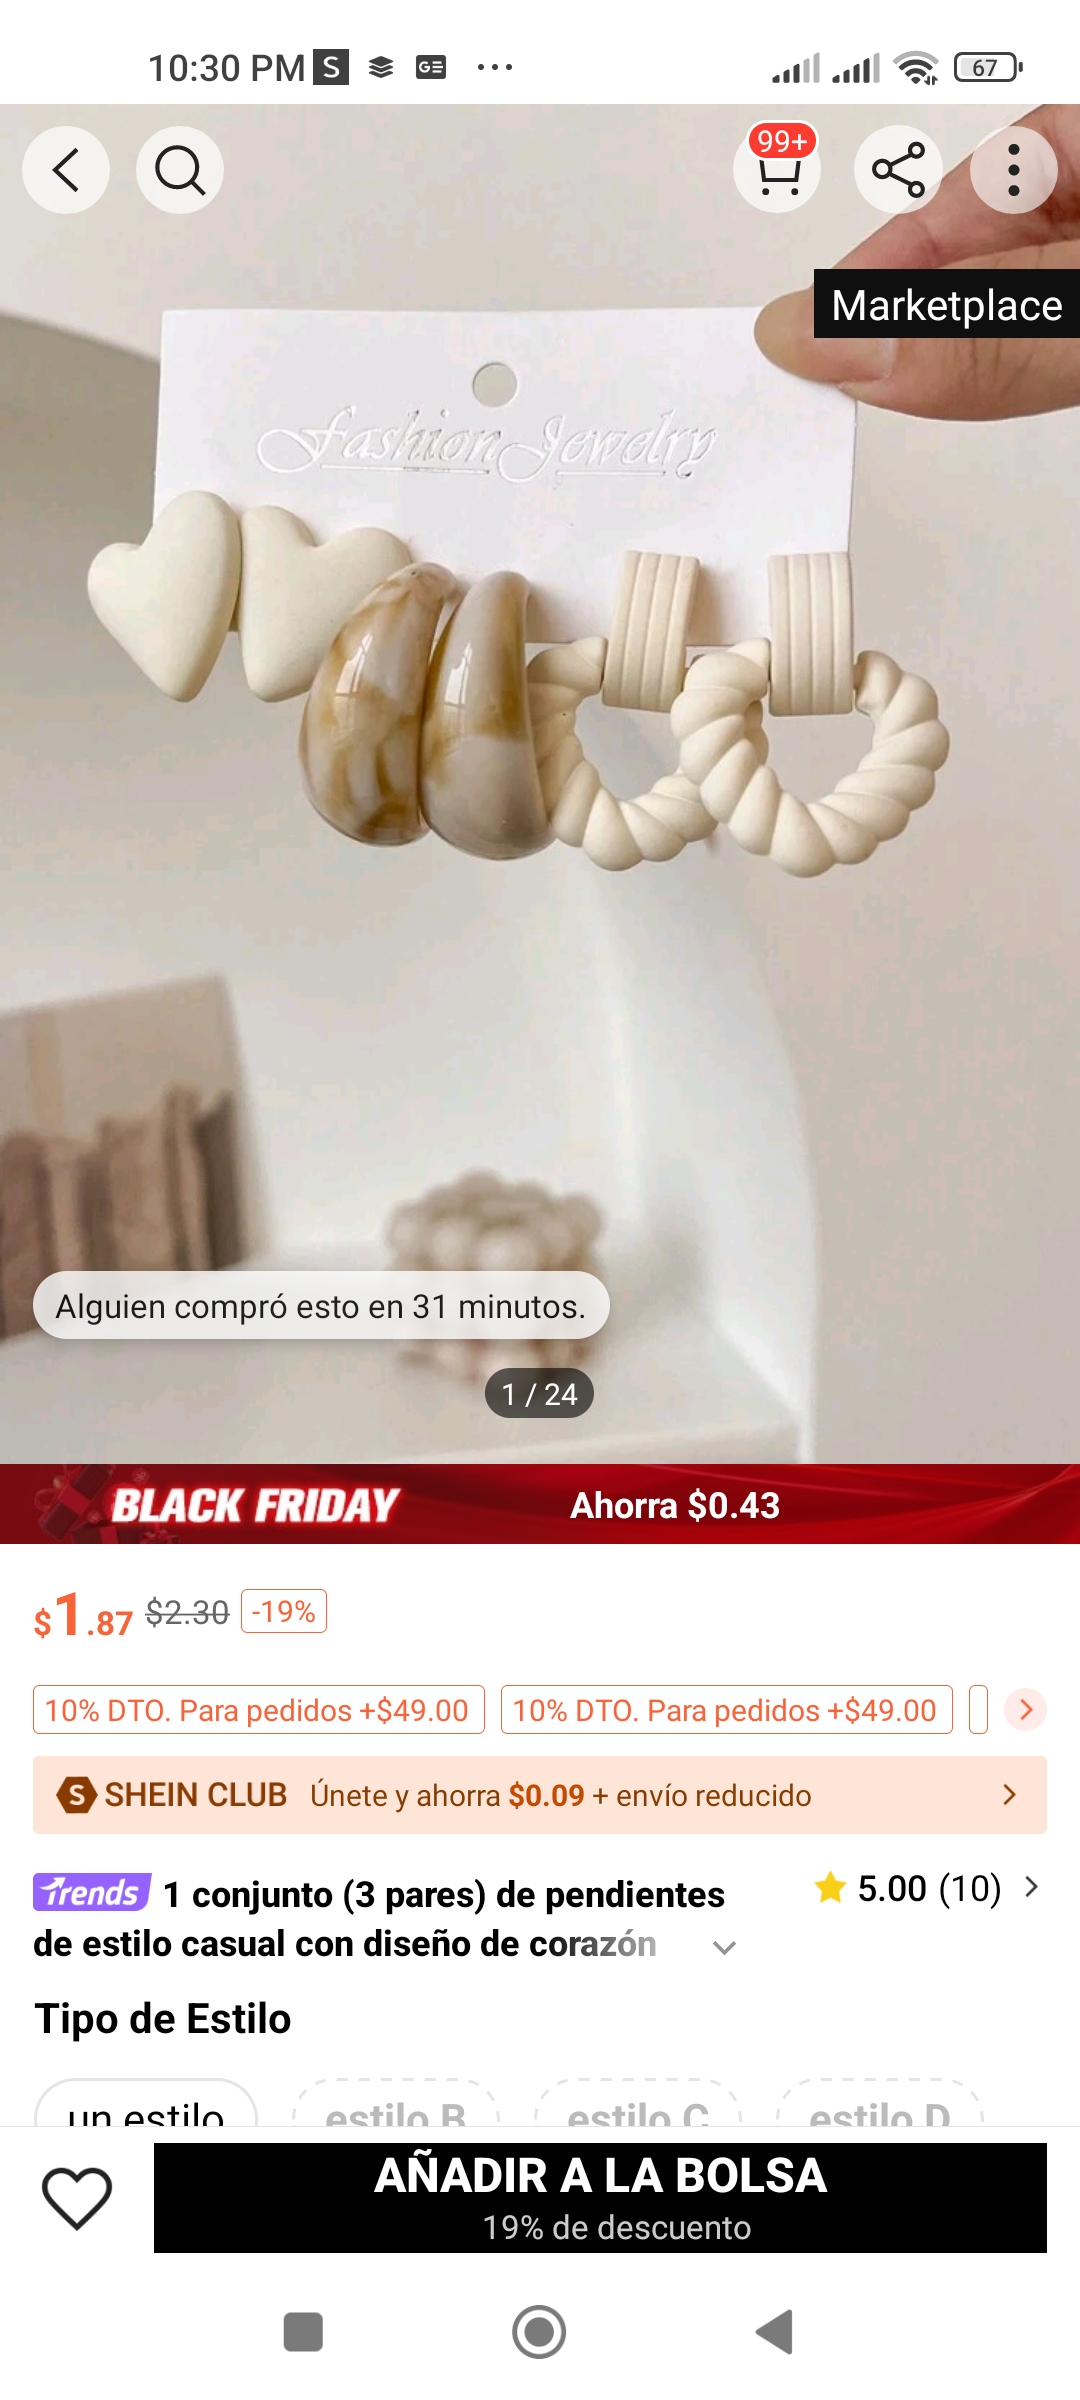 10:30 PM S GE ... 67
99+
Marketplace
Fashion Jewelry
Alguien compró esto en 31 minutos.
1 / 24
BLACK FRIDAY Ahorra $0.43
$1.87 $2.30 -19%
10% DTO. Para pedidos +$49.00 10% DTO. Para pedidos +$49.00
S SHEIN CLUB Únete y ahorra $0.09 + envío reducido
Trends 1 conjunto (3 pares) de pendientes 5.00 (10)
de estilo casual con diseño de corazón
Tipo de Estilo
un estilo estilo B estilo C estilo D
AÑADIR A LA BOLSA
19% de descuento